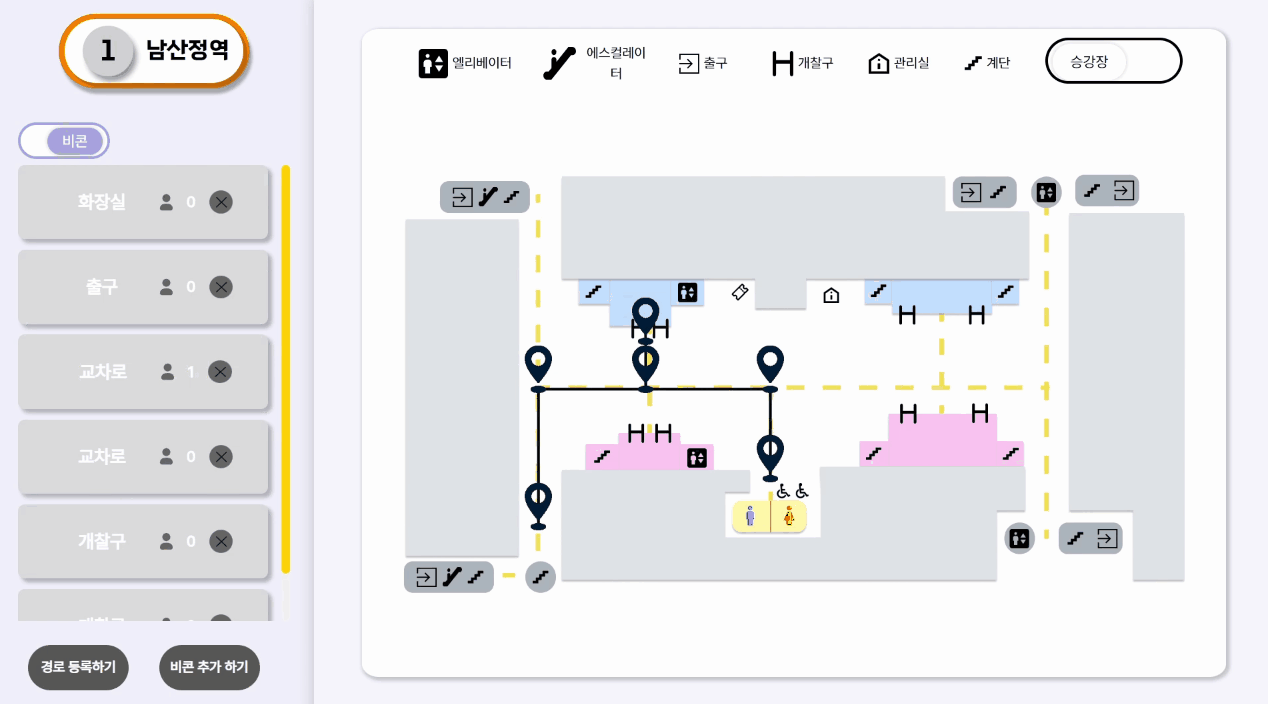 1 남산정역
비콘
화장실 0
출구 0
교차로 1
교차로 0
개찰구 0
경로 등록하기
비콘 추가 하기
엘리베이터
에스컬레이
터
출구
개찰구
관리실
계단
승강장